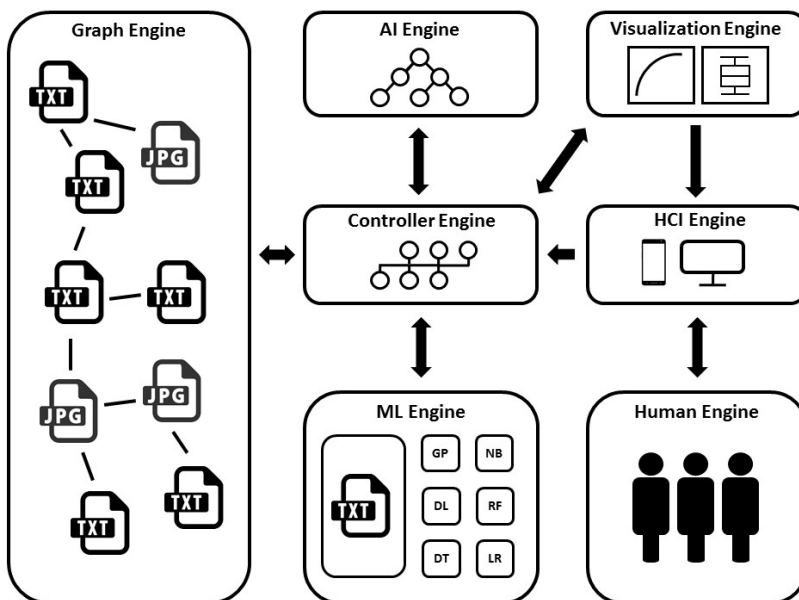 Graph Engine
TXT
JPG
TXT
TXT
TXT
JPG
JPG
TXT
TXT
AI Engine
Visualization Engine
Controller Engine
HCI Engine
ML Engine
TXT
GP
NB
DL
RF
DT
LR
Human Engine